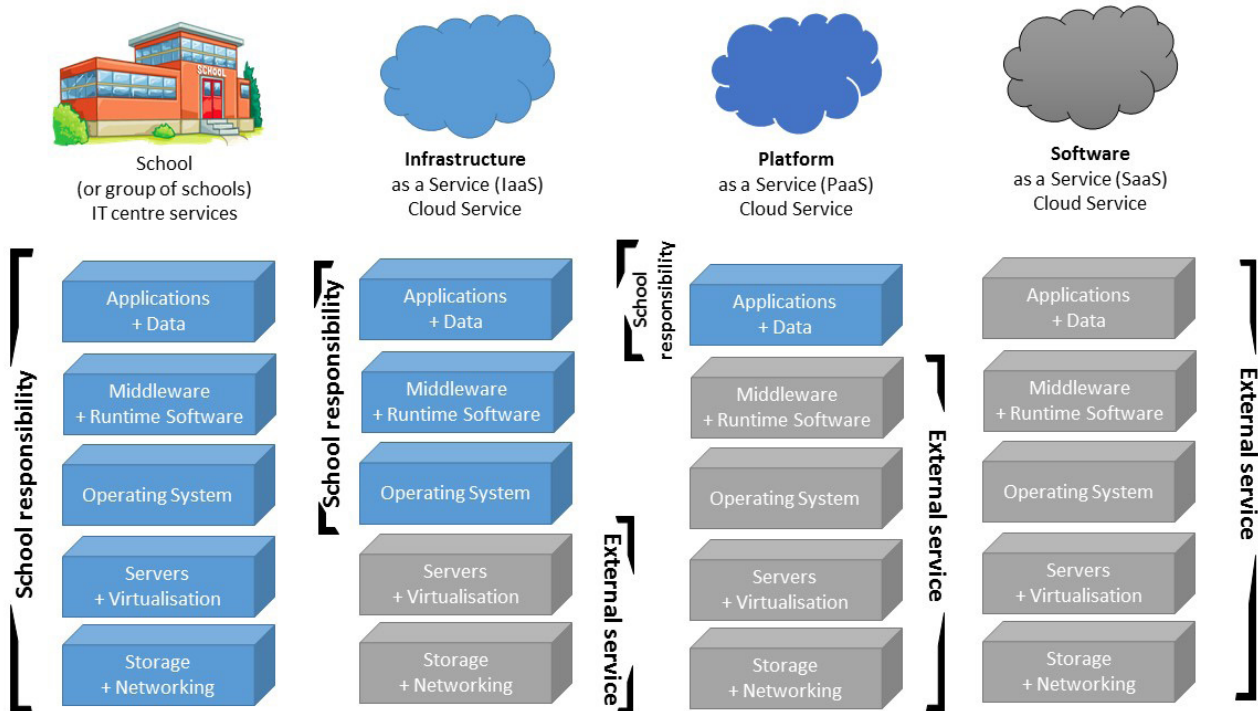 SCHOOL
School
(or group of schools)
IT centre services
Infrastructure
as a Service (IaaS)
Cloud Service
Platform
as a Service (PaaS)
Cloud Service
Software
as a Service (SaaS)
Cloud Service
School responsibility
Applications
+ Data
Middleware
+ Runtime Software
Operating System
Servers
+ Virtualisation
Storage
+ Networking
School responsibility
Applications
+ Data
Middleware
+ Runtime Software
Operating System
Servers
+ Virtualisation
Storage
+ Networking
External service
School
responsibility
Applications
+ Data
Middleware
+ Runtime Software
Operating System
Servers
+ Virtualisation
Storage
+ Networking
External service
Applications
+ Data
Middleware
+ Runtime Software
Operating System
Servers
+ Virtualisation
Storage
+ Networking
External service